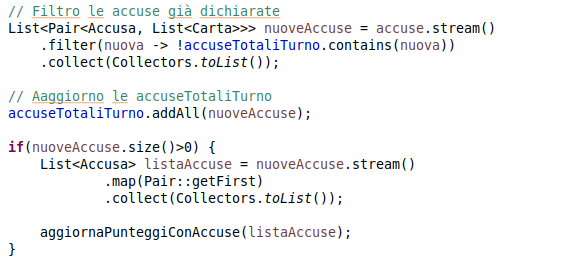 // Filtro le accuse già dichiarate
List<Pair<Accusa, List<Carta>>> nuoveAccuse = accuse.stream()
.filter(nuova -> !accuseTotaliTurno.contains(nuova))
.collect(Collectors.toList());
// Aaggiorno le accuseTotaliTurno
accuseTotaliTurno.addAll(nuoveAccuse);
if(nuoveAccuse.size()>0) {
List<Accusa> listaAccuse = nuoveAccuse.stream()
.map(Pair::getFirst)
.collect(Collectors.toList());
aggiornaPunteggiConAccuse(listaAccuse);
}